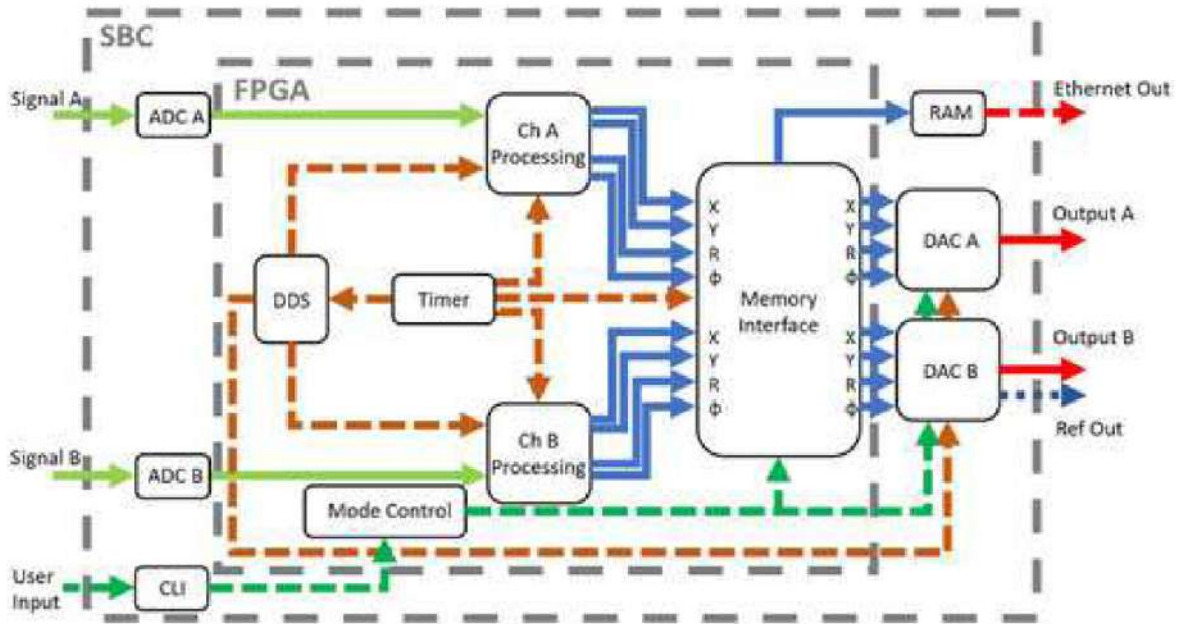 SBC
FPGA
Signal A
ADC A
Ch A
Processing
RAM
Ethernet Out
X
Y
R
Φ
X
Y
R
Φ
DAC A
Output A
DDS
Timer
Memory
Interface
X
Y
R
Φ
X
Y
R
Φ
DAC B
Output B
Ref Out
Signal B
ADC B
Ch B
Processing
Mode Control
User
Input
CLI